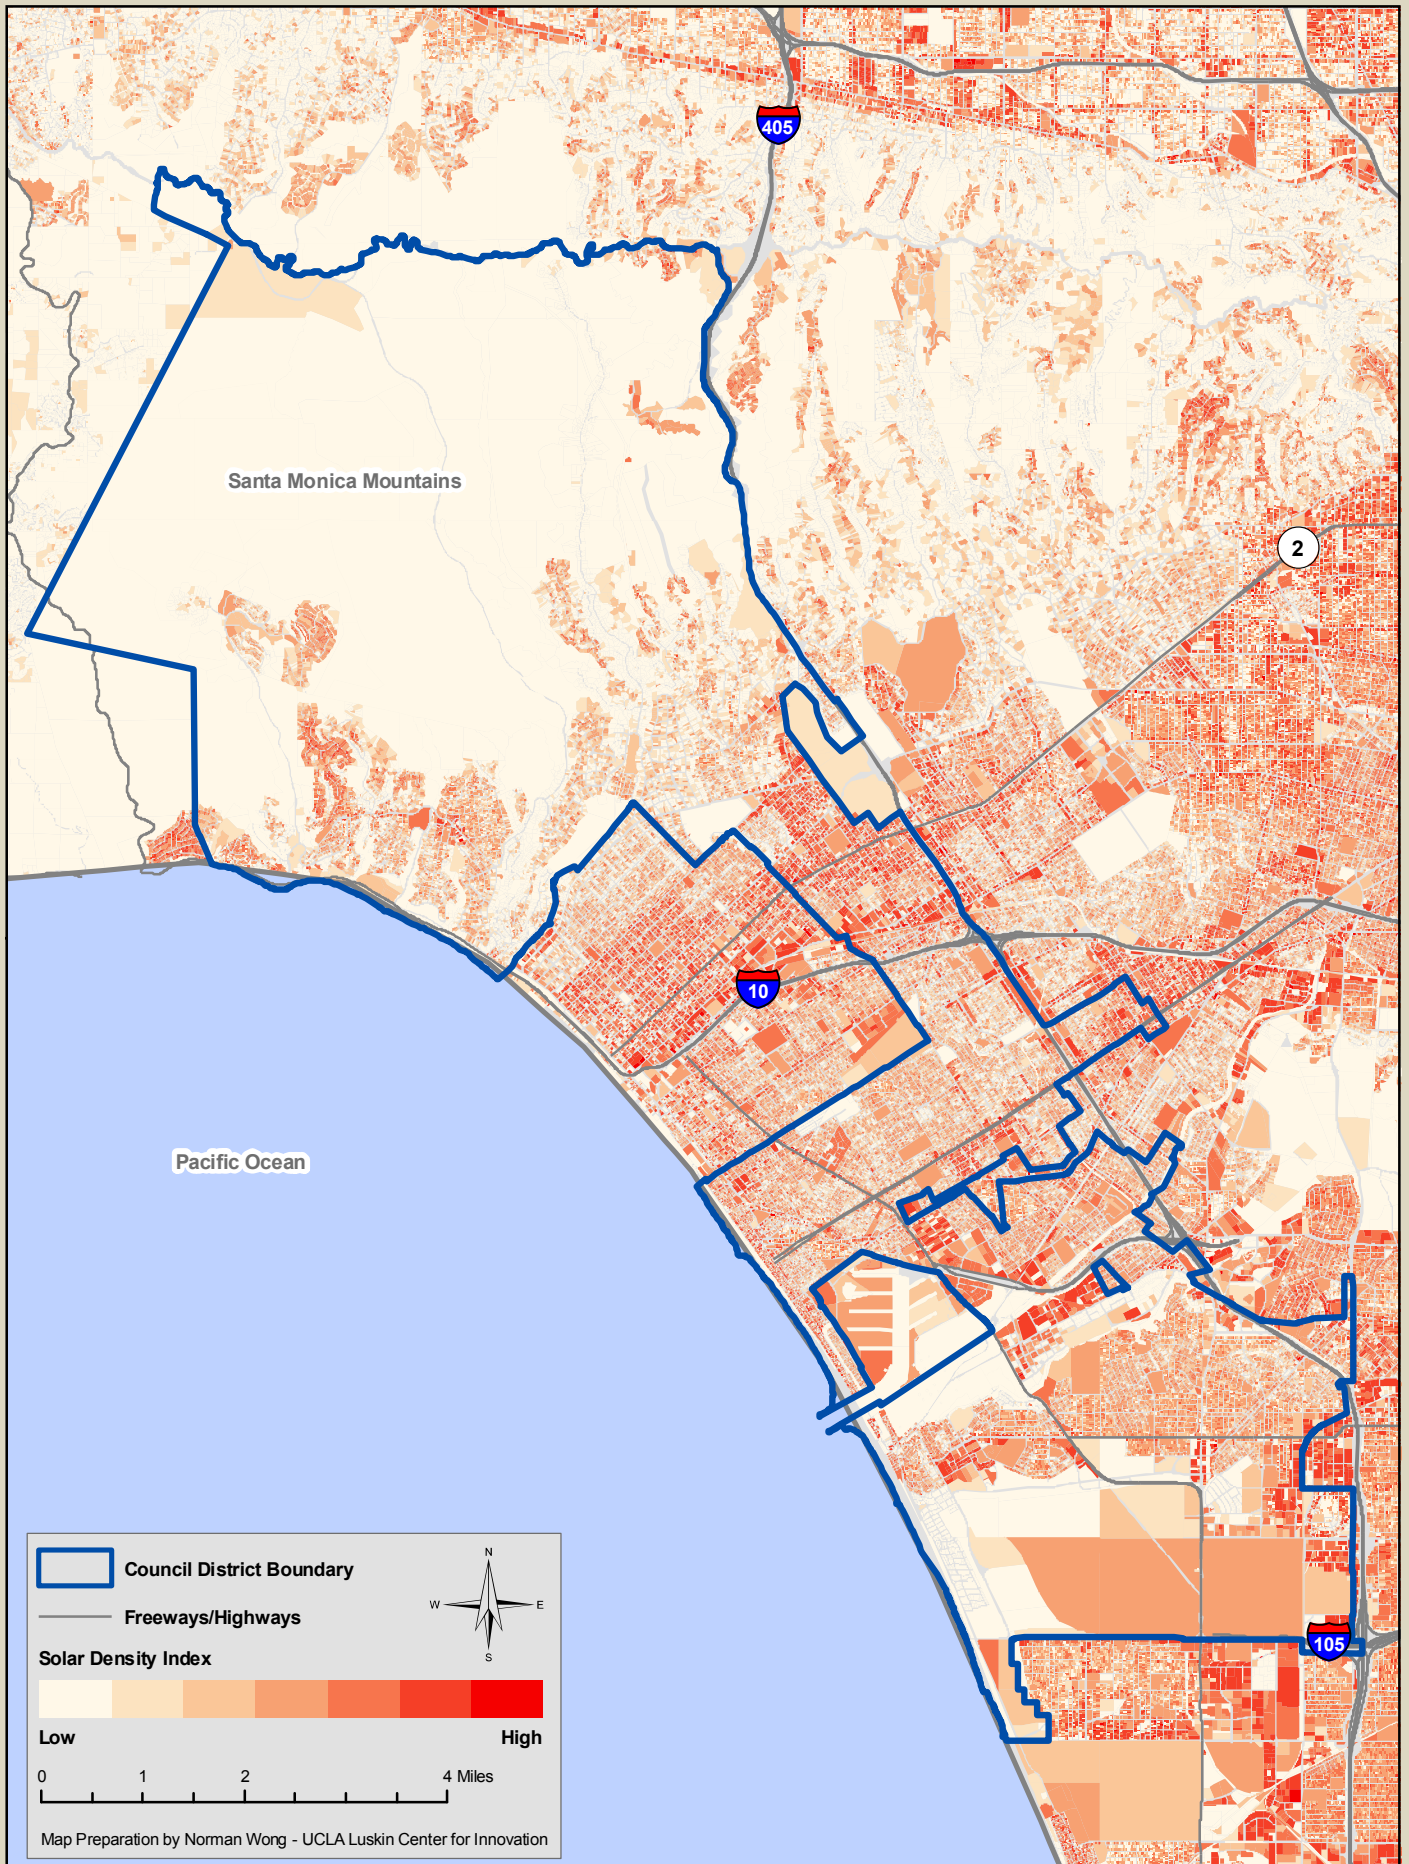 405
Santa Monica Mountains
2
10
Pacific Ocean
Council District Boundary
Freeways/Highways
N
W E
S
Solar Density Index
Low High
0 1 2 4 Miles
Map Preparation by Norman Wong - UCLA Luskin Center for Innovation
105